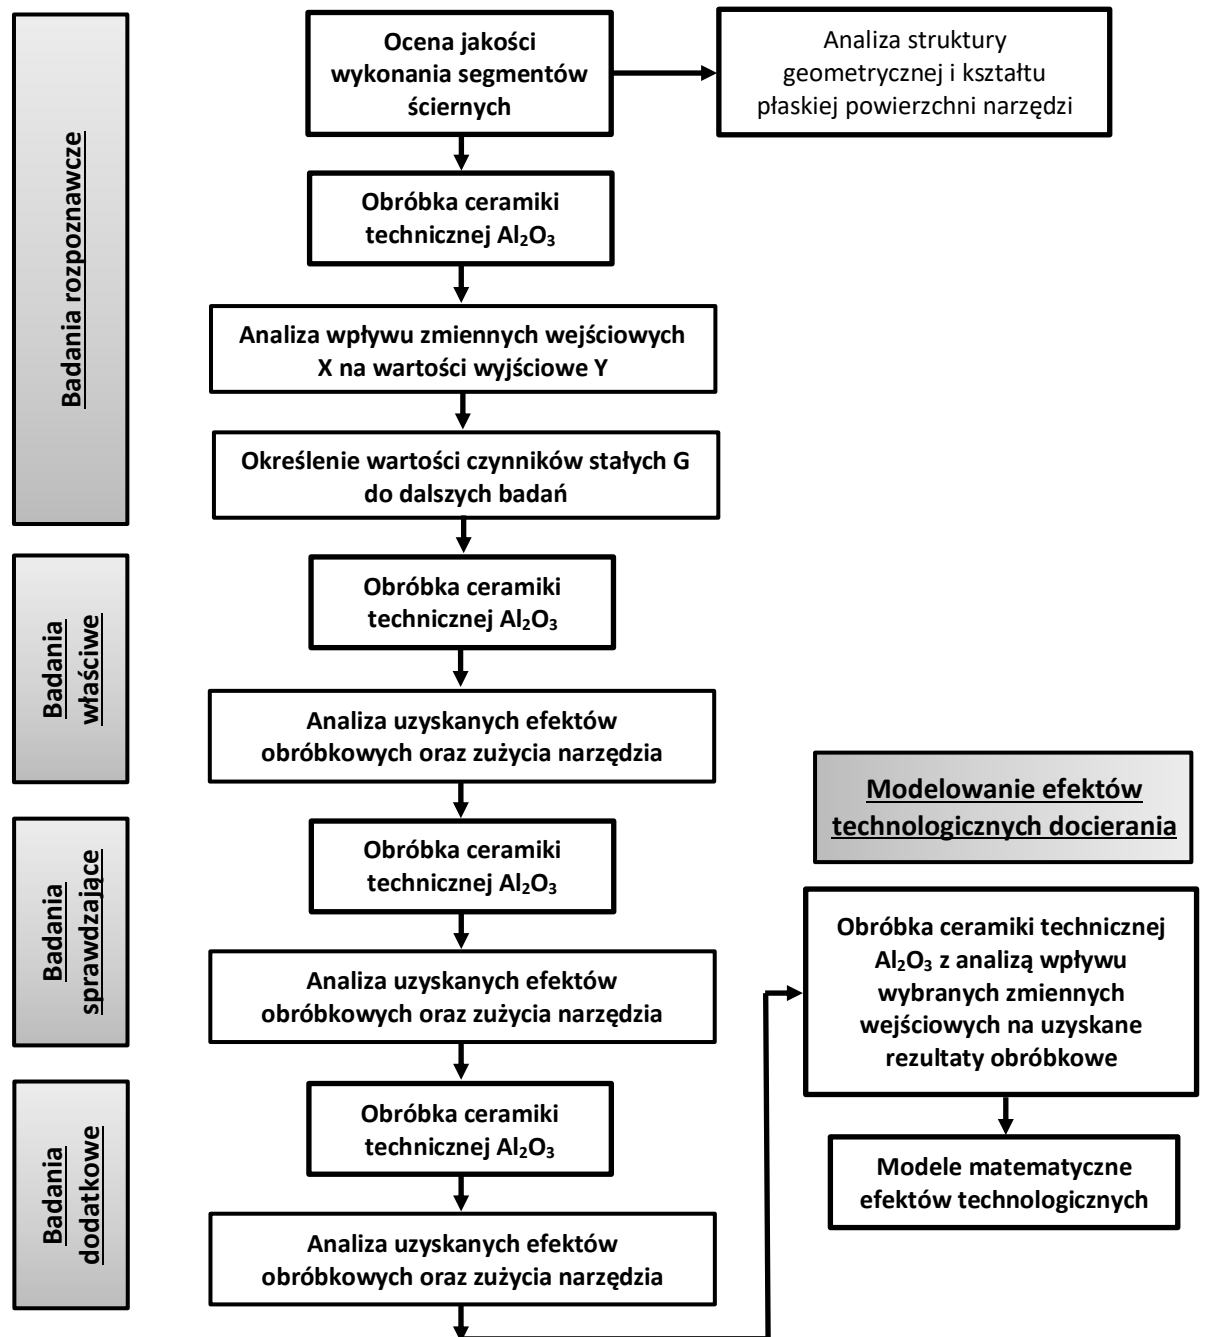 Badania rozpoznawcze
Ocena jakości
wykonania segmentów
ściernych
Analiza struktury
geometrycznej i kształtu
płaskiej powierzchni narzędzi
Obróbka ceramiki
technicznej Al₂O₃
Analiza wpływu zmiennych wejściowych
X na wartości wyjściowe Y
Określenie wartości czynników stałych G
do dalszych badań
Badania
właściwe
Obróbka ceramiki
technicznej Al₂O₃
Analiza uzyskanych efektów
obróbkowych oraz zużycia narzędzia
Badania
sprawdzające
Obróbka ceramiki
technicznej Al₂O₃
Analiza uzyskanych efektów
obróbkowych oraz zużycia narzędzia
Badania
dodatkowe
Obróbka ceramiki
technicznej Al₂O₃
Analiza uzyskanych efektów
obróbkowych oraz zużycia narzędzia
Modelowanie efektów
technologicznych docierania
Obróbka ceramiki technicznej
Al₂O₃ z analizą wpływu
wybranych zmiennych
wejściowych na uzyskane
rezultaty obróbkowe
Modele matematyczne
efektów technologicznych